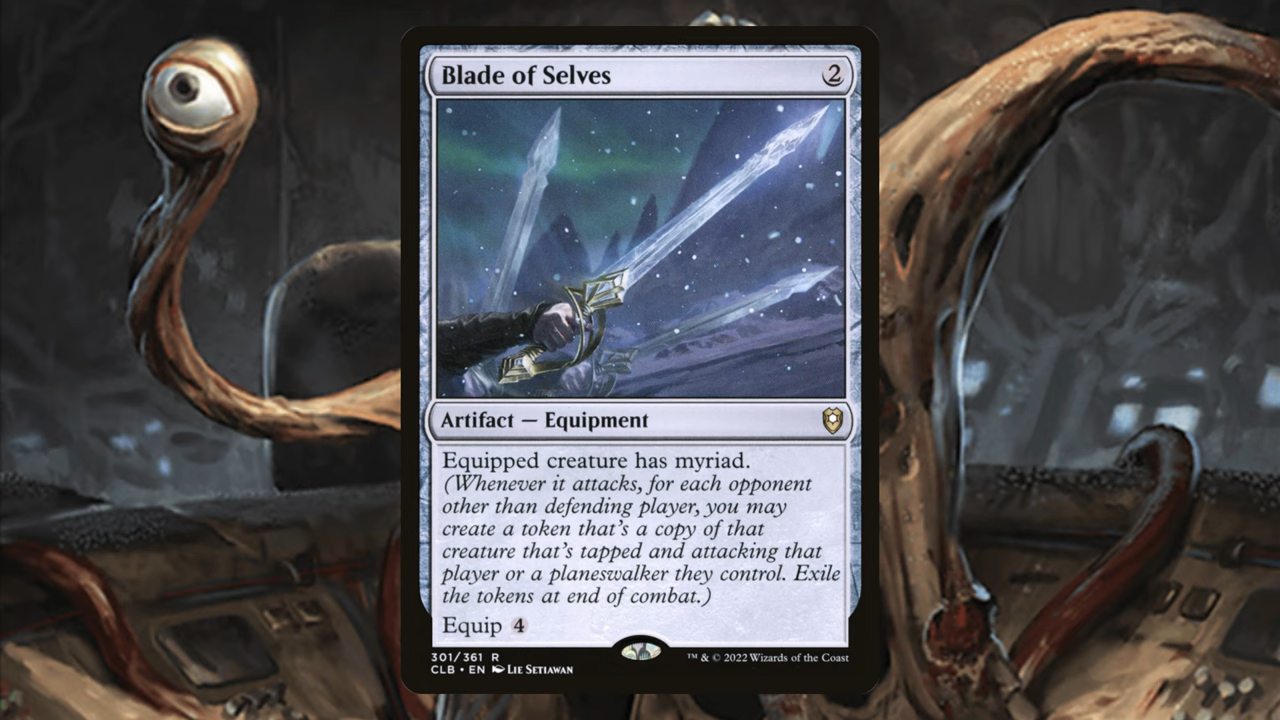 Blade of Selves 2
Artifact — Equipment
Equipped creature has myriad.
(Whenever it attacks, for each opponent
other than defending player, you may
create a token that's a copy of that
creature that's tapped and attacking that
player or a planeswalker they control. Exile
the tokens at end of combat.)
Equip 4
301/361 R
™ & © 2022 Wizards of the Coast
CLB • EN Lie Setiawan